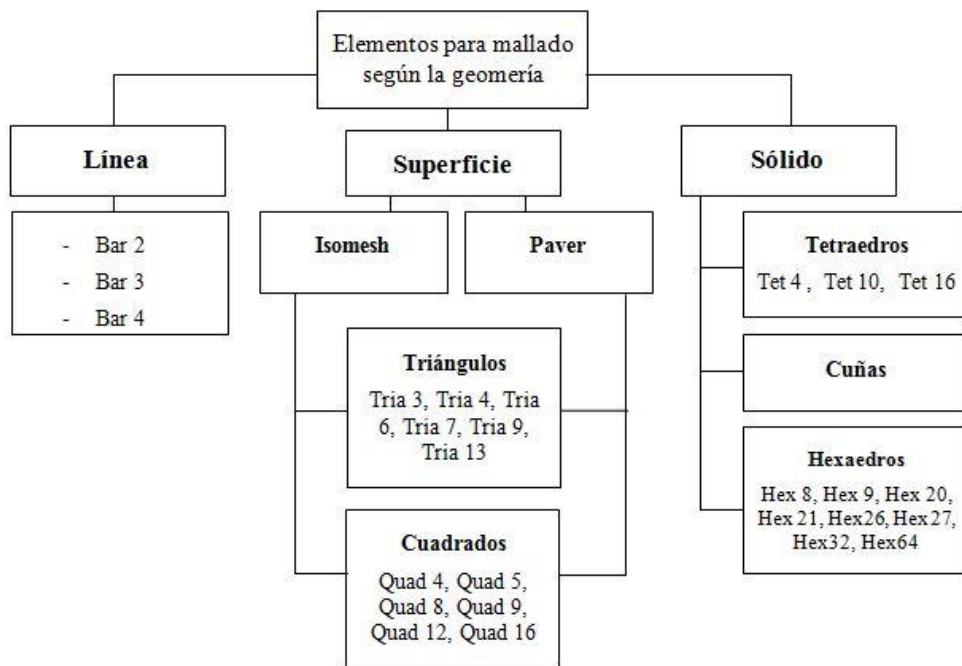 Elementos para mallado
según la geomería
Línea
- Bar 2
- Bar 3
- Bar 4
Superficie
Isomesh
Paver
Triángulos
Tria 3, Tria 4, Tria
6, Tria 7, Tria 9,
Tria 13
Cuadrados
Quad 4, Quad 5,
Quad 8, Quad 9,
Quad 12, Quad 16
Sólido
Tetraedros
Tet 4 , Tet 10, Tet 16
Cuñas
Hexaedros
Hex 8, Hex 9, Hex 20,
Hex 21, Hex26, Hex 27,
Hex32, Hex64